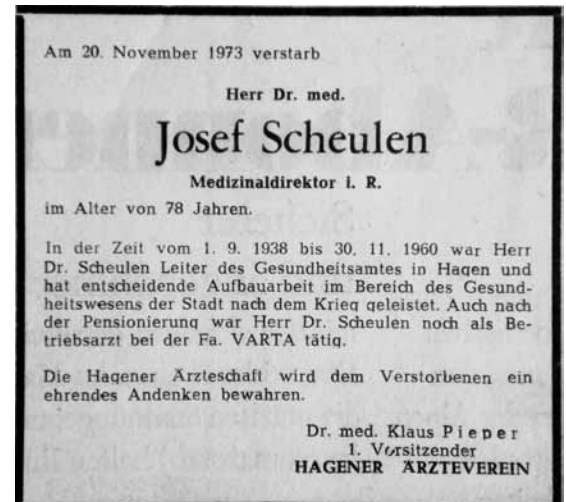 Am 20. November 1973 verstarb
Herr Dr. med.
Josef Scheulen
Medizinaldirektor i. R.
im Alter von 78 Jahren.
In der Zeit vom 1. 9. 1938 bis 30. 11. 1960 war Herr
Dr. Scheulen Leiter des Gesundheitsamtes in Hagen und
hat entscheidende Aufbauarbeit im Bereich des Gesund-
heitswesens der Stadt nach dem Krieg geleistet. Auch nach
der Pensionierung war Herr Dr. Scheulen noch als Be-
triebsarzt bei der Fa. VARTA tätig.
Die Hagener Ärzteschaft wird dem Verstorbenen ein
ehrendes Andenken bewahren.
Dr. med. Klaus Pieper
1. Vorsitzender
HAGENER ÄRZTEVEREIN